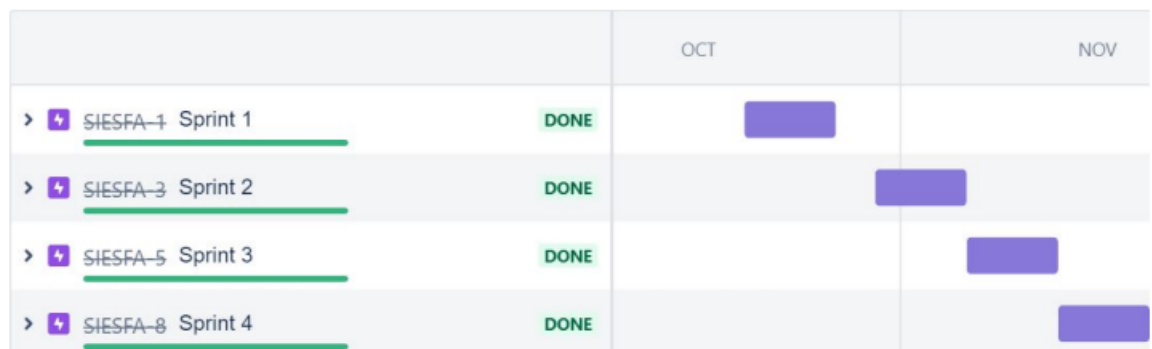 OCT NOV
SIESFA-1 Sprint 1 DONE
SIESFA-3 Sprint 2 DONE
SIESFA-5 Sprint 3 DONE
SIESFA-8 Sprint 4 DONE